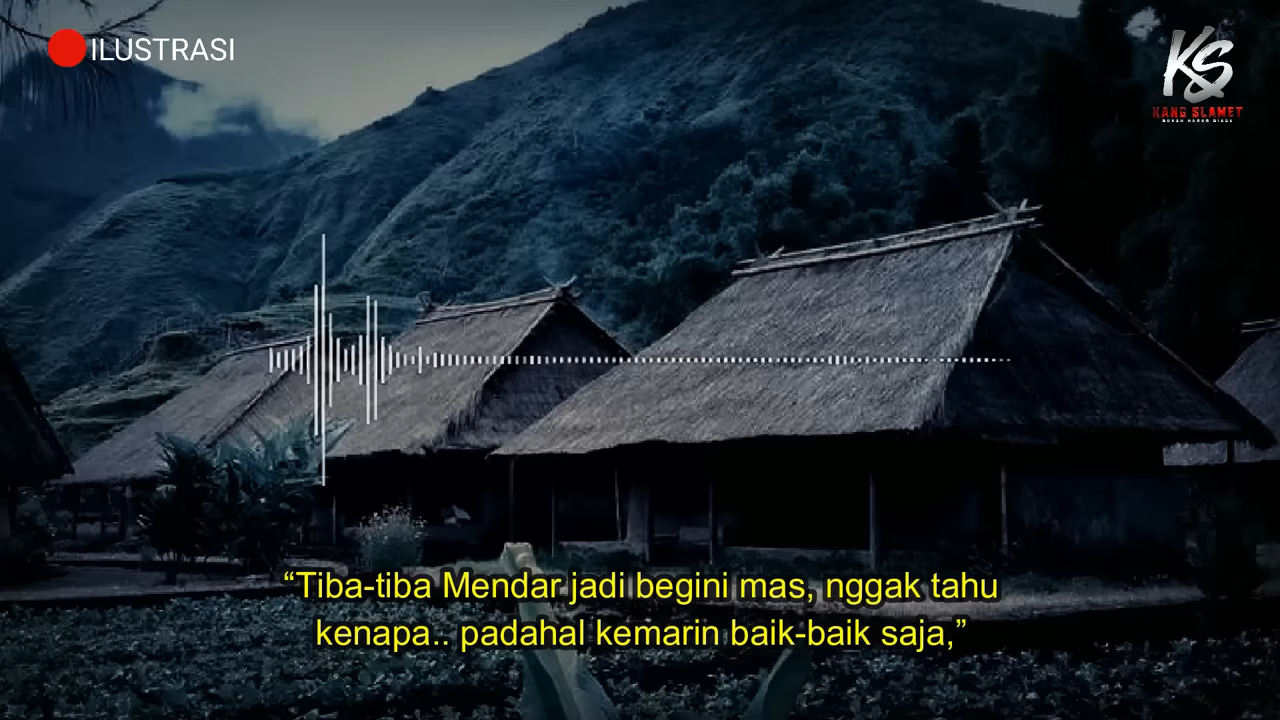 ILUSTRASI
KS
KANG SLAMET
“Tiba-tiba Mendar jadi begini mas, nggak tahu
kenapa.. padahal kemarin baik-baik saja,”